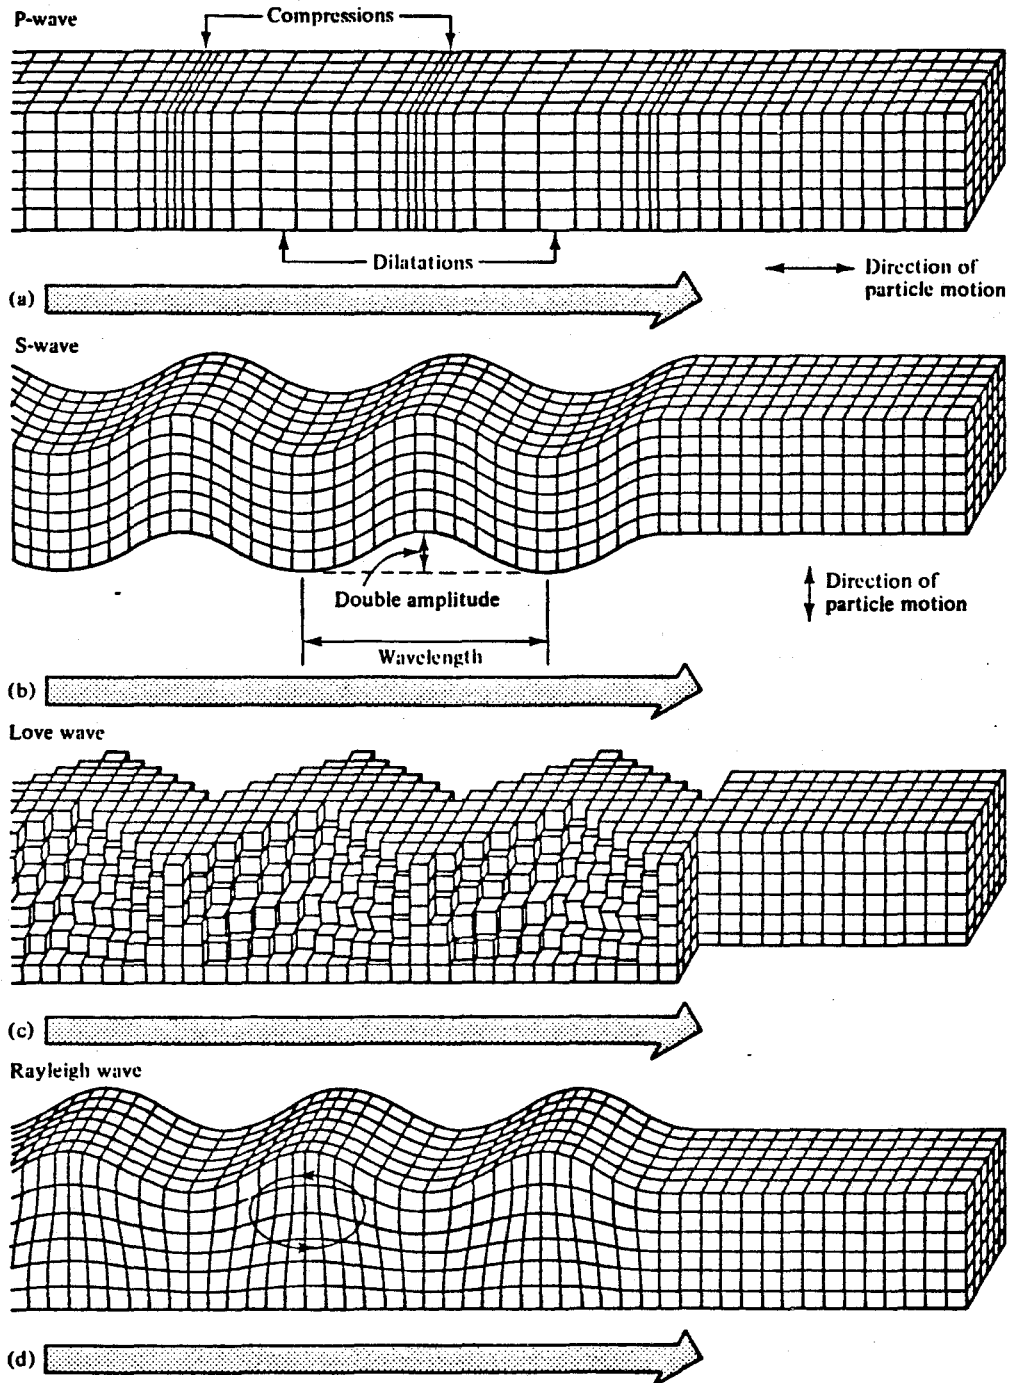 P-wave
Compressions
Dilatations
Direction of
particle motion
(a)
S-wave
Double amplitude
Direction of
particle motion
Wavelength
(b)
Love wave
(c)
Rayleigh wave
(d)